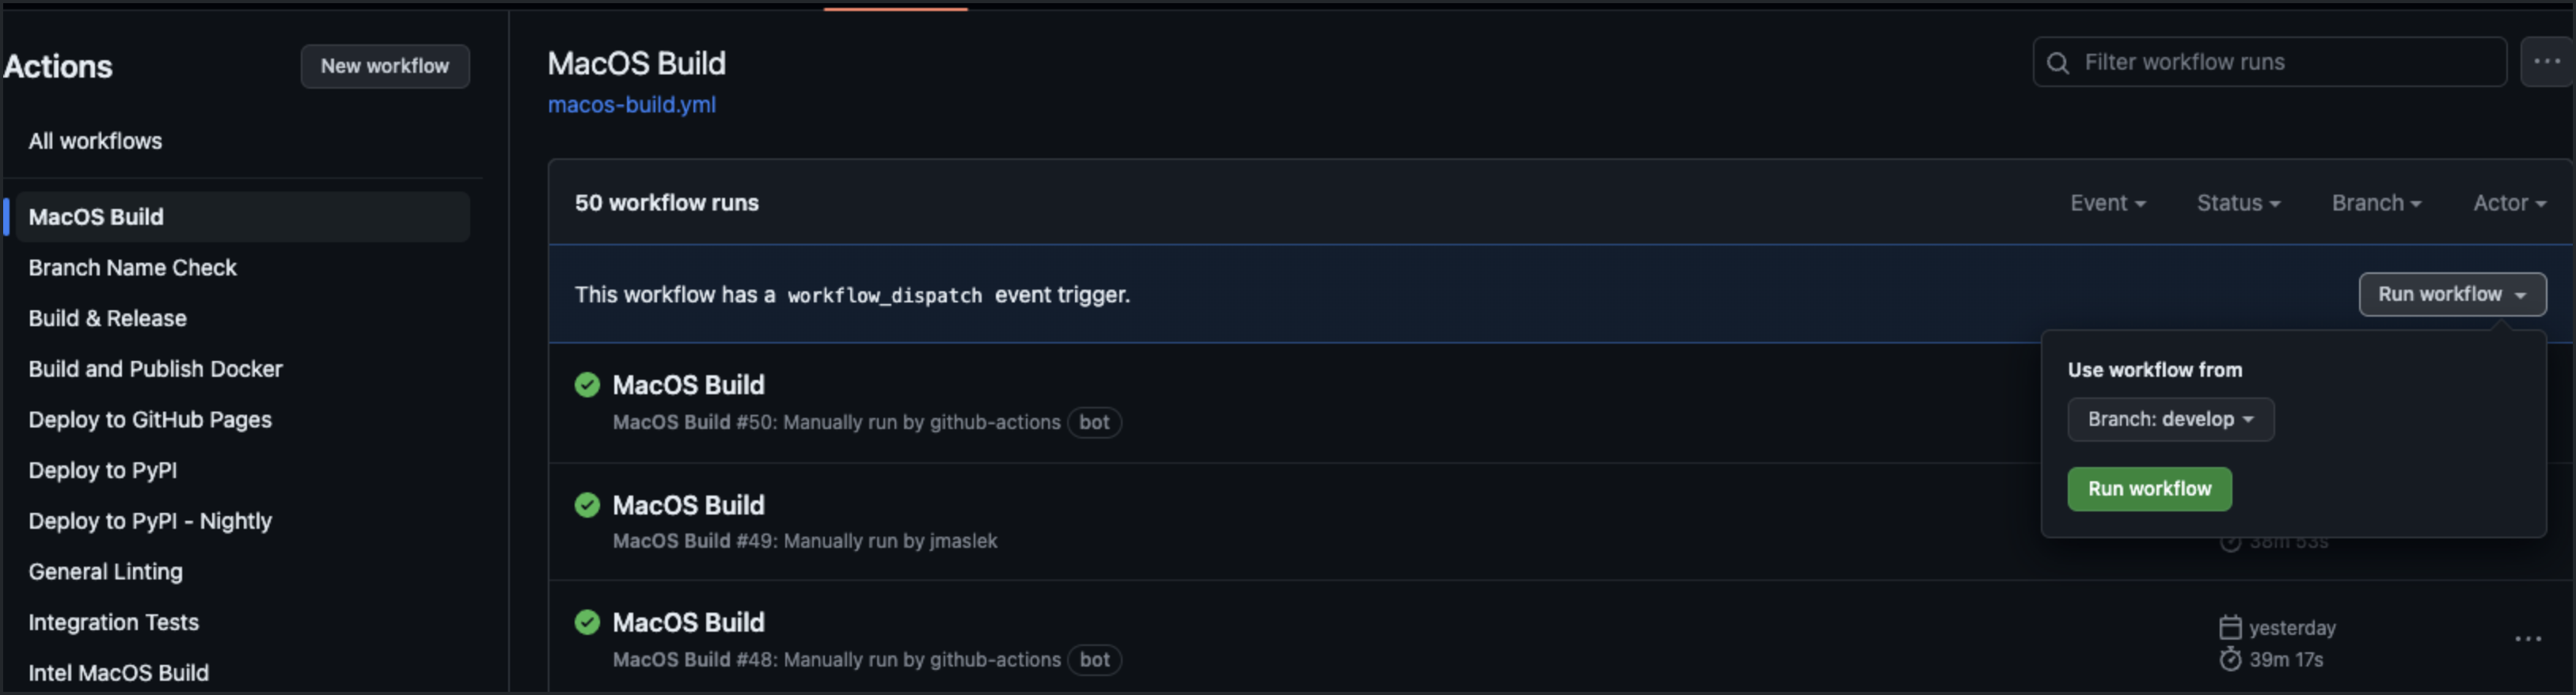 Actions
New workflow
All workflows
MacOS Build
Branch Name Check
Build & Release
Build and Publish Docker
Deploy to GitHub Pages
Deploy to PyPI
Deploy to PyPI - Nightly
General Linting
Integration Tests
Intel MacOS Build
MacOS Build
macos-build.yml
Filter workflow runs
50 workflow runs
Event
Status
Branch
Actor
This workflow has a workflow_dispatch event trigger.
Run workflow
Use workflow from
Branch: develop
Run workflow
MacOS Build
MacOS Build #50: Manually run by github-actions bot
MacOS Build
MacOS Build #49: Manually run by jmaslek
38m 53s
MacOS Build
MacOS Build #48: Manually run by github-actions bot
yesterday
39m 17s